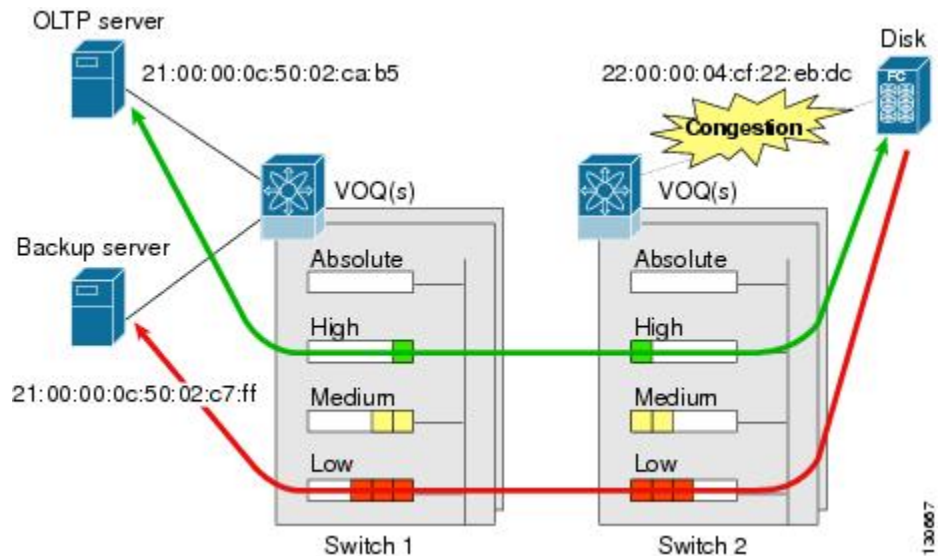 OLTP server
21:00:00:0c:50:02:ca:b5
22:00:00:04:cf:22:eb:dc
Disk
FC
Congestion
VOQ(s)
VOQ(s)
Backup server
Absolute
Absolute
High
High
21:00:00:0c:50:02:c7:ff
Medium
Medium
Low
Low
Switch 1
Switch 2
130667